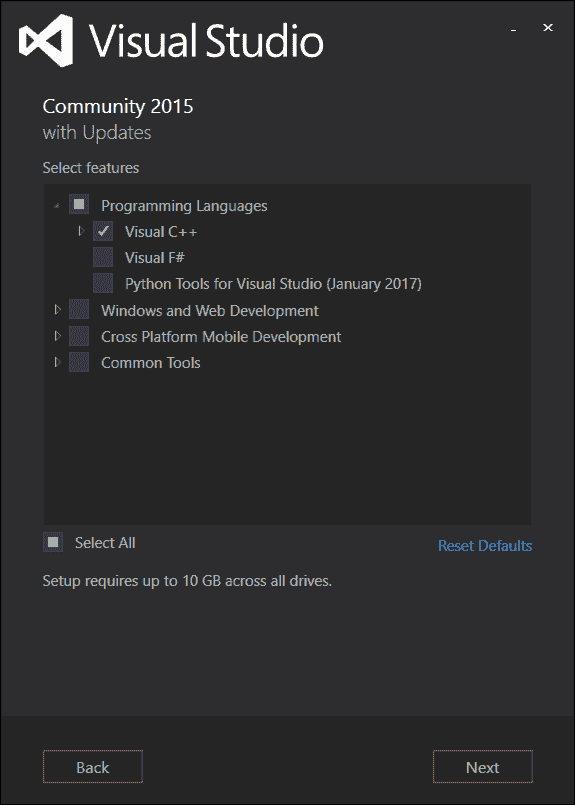 Visual Studio
Community 2015
with Updates
Select features
Programming Languages
Visual C++
Visual F#
Python Tools for Visual Studio (January 2017)
Windows and Web Development
Cross Platform Mobile Development
Common Tools
Select All
Reset Defaults
Setup requires up to 10 GB across all drives.
Back
Next